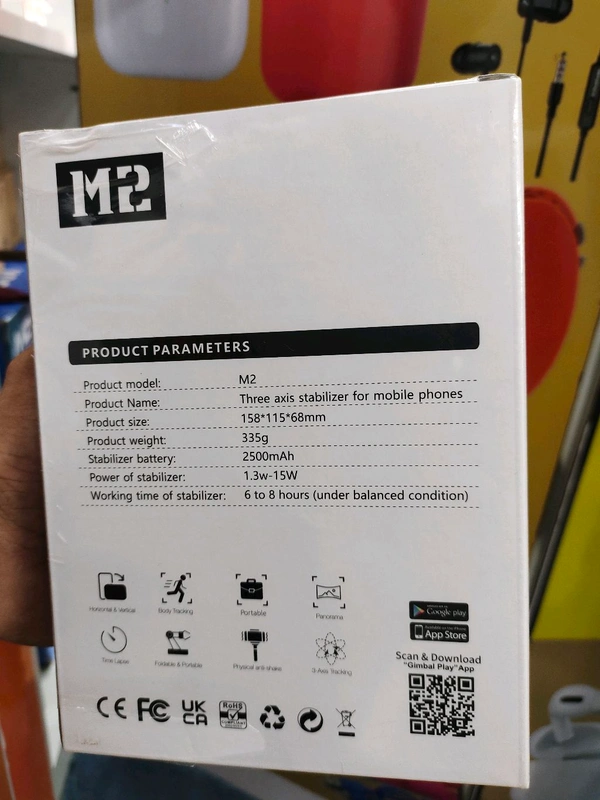 M2
PRODUCT PARAMETERS
Product model: M2
Product Name: Three axis stabilizer for mobile phones
Product size: 158*115*68mm
Product weight: 335g
Stabilizer battery: 2500mAh
Power of stabilizer: 1.3w-15W
Working time of stabilizer: 6 to 8 hours (under balanced condition)
Horizontal & Vertical
Body Tracking
Portable
Panorama
Time Lapse
Foldable & Portable
Physical anti-shake
3-Axis Tracking
Google play
App Store
Scan & Download
"Gimbal Play"App
CE FC UK
CA
RoHS